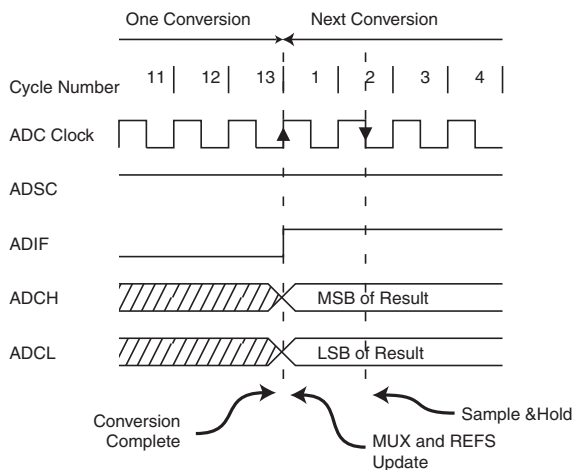 One Conversion Next Conversion
Cycle Number 11 12 13 1 2 3 4
ADC Clock
ADSC
ADIF
ADCH MSB of Result
ADCL LSB of Result
Conversion
Complete
MUX and REFS
Update
Sample &Hold